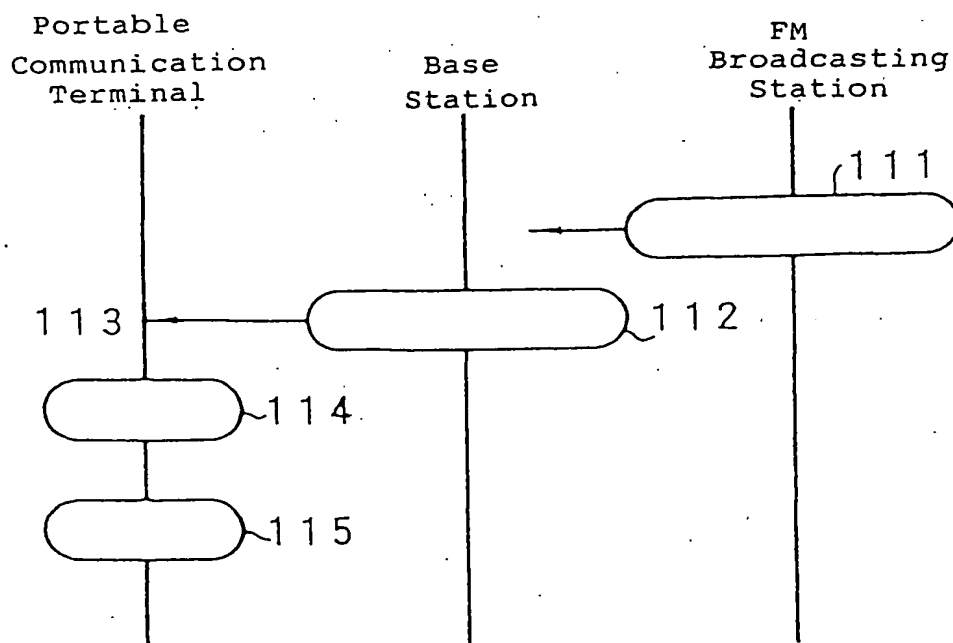 Portable
Communication
Terminal
Base
Station
FM
Broadcasting
Station
111
113
112
114
115